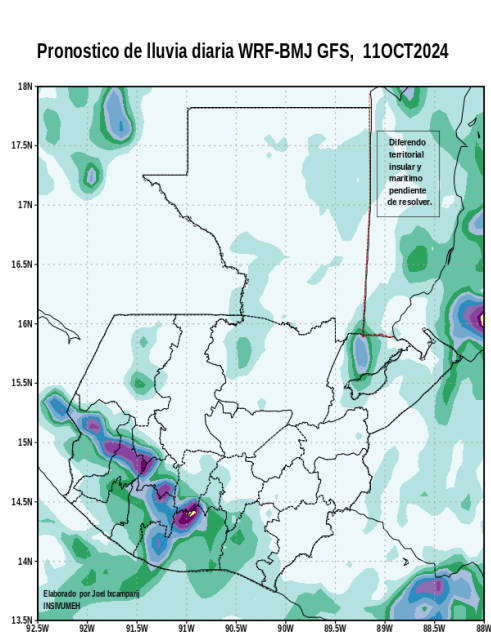 Pronostico de lluvia diaria WRF-BMJ GFS,  11OCT2024
18N
17.5N
17N
16.5N
16N
15.5N
15N
14.5N
14N
13.5N
Diferendo
territorial
insular y
maritimo
pendiente
de resolver.
Elaborado por Joel Ixcamparij
INSIVUMEH
92.5W 92W 91.5W 91W 90.5W 90W 89.5W 89W 88.5W 88W